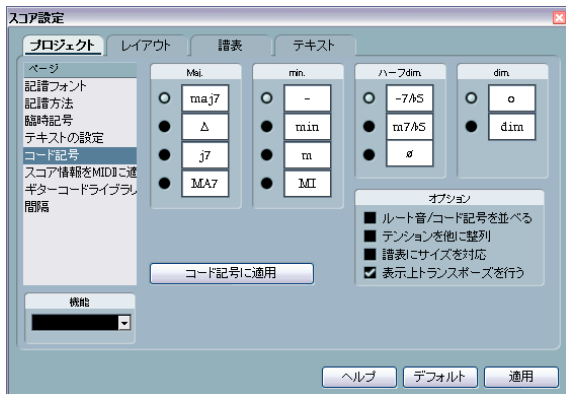 スコア設定
プロジェクト レイアウト 譜表 テキスト
ページ
記譜フォント
記譜方法
臨時記号
テキストの設定
コード記号
スコア情報をMIDIに適
ギターコードライブラリ
間隔
機能
Maj.
maj7
Δ
j7
MA7
min.
-
min
m
MI
ハーフdim.
-7/b5
m7/b5
ø
dim.
o
dim
オプション
ルート音/コード記号を並べる
テンションを他に整列
譜表にサイズを対応
表示上トランスポーズを行う
コード記号に適用
ヘルプ デフォルト 適用